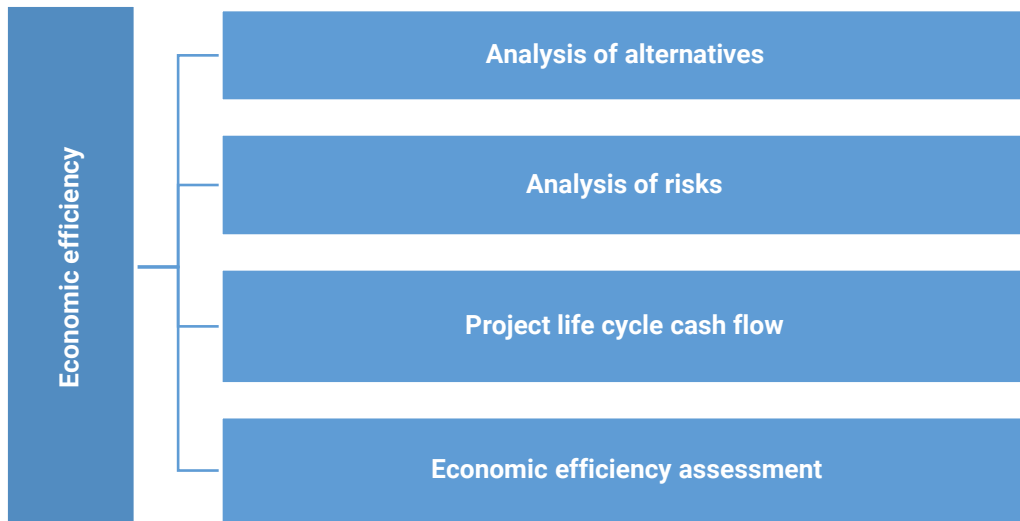 Economic efficiency
Analysis of alternatives
Analysis of risks
Project life cycle cash flow
Economic efficiency assessment